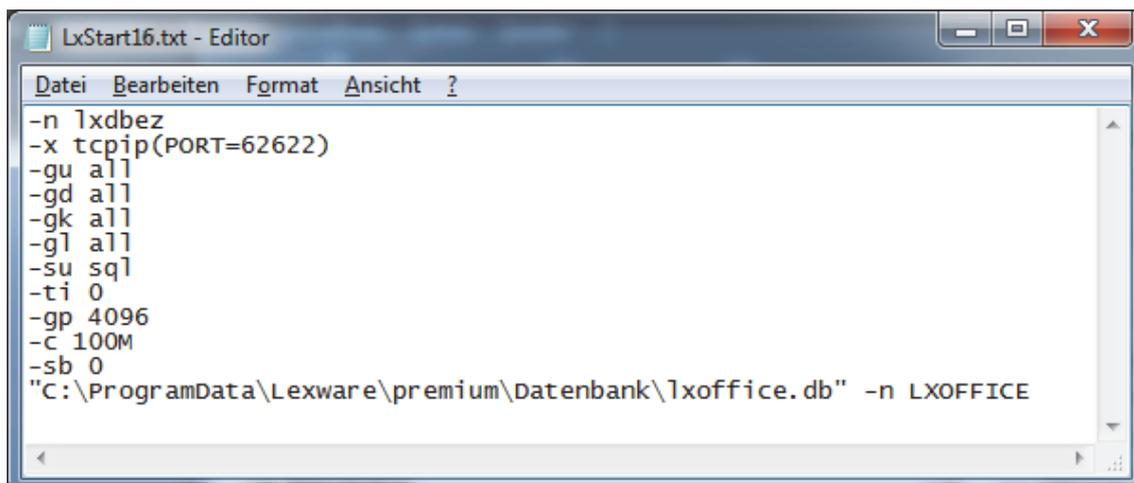 LxStart16.txt - Editor
Datei Bearbeiten Format Ansicht ?
-n lxdbez
-x tcpip(PORT=62622)
-gu all
-gd all
-gk all
-gl all
-su sql
-ti 0
-gp 4096
-c 100M
-sb 0
"C:\ProgramData\Lexware\premium\Datenbank\lxoffice.db" -n LXOFFICE